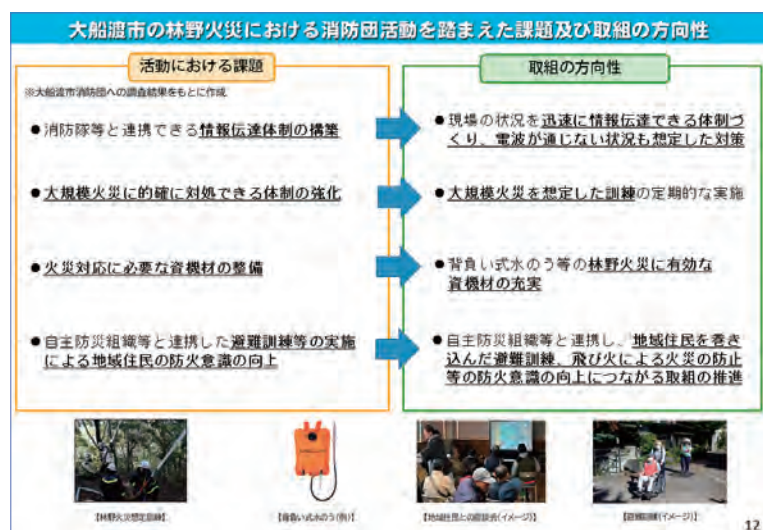 大船渡市の林野火災における消防団活動を踏まえた課題及び取組の方向性
活動における課題
※大船渡市消防団への調査結果をもとに作成
●消防隊等と連携できる情報伝達体制の構築
●大規模火災に的確に対処できる体制の強化
●火災対応に必要な資機材の整備
●自主防災組織等と連携した避難訓練等の実施
による地域住民の防火意識の向上
取組の方向性
●現場の状況を迅速に情報伝達できる体制づ
くり、電波が通じない状況も想定した対策
●大規模火災を想定した訓練の定期的な実施
●背負い式水のう等の林野火災に有効な
資機材の充実
●自主防災組織等と連携し、地域住民を巻き
込んだ避難訓練、飛び火による火災の防止
等の防火意識の向上につながる取組の推進
【林野火災想定訓練】
【背負い式水のう(例)】
【地域住民との座談会(イメージ)】
【避難訓練(イメージ)】
12